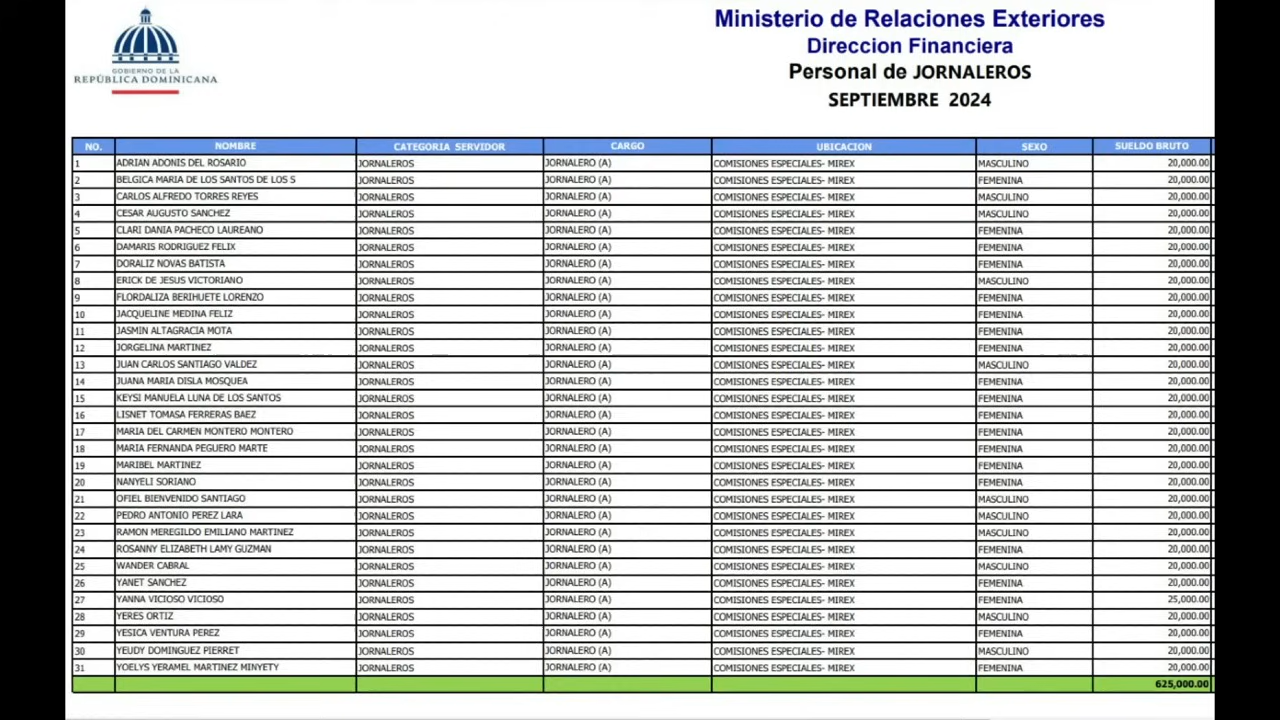 GOBIERNO DE LA
REPÚBLICA DOMINICANA
Ministerio de Relaciones Exteriores
Direccion Financiera
Personal de JORNALEROS
SEPTIEMBRE 2024
NO. NOMBRE CATEGORIA SERVIDOR CARGO UBICACION SEXO SUELDO BRUTO
1 ADRIAN ADONIS DEL ROSARIO JORNALEROS JORNALERO (A) COMISIONES ESPECIALES- MIREX MASCULINO 20,000.00
2 BELGICA MARIA DE LOS SANTOS DE LOS S JORNALEROS JORNALERO (A) COMISIONES ESPECIALES- MIREX FEMENINA 20,000.00
3 CARLOS ALFREDO TORRES REYES JORNALEROS JORNALERO (A) COMISIONES ESPECIALES- MIREX MASCULINO 20,000.00
4 CESAR AUGUSTO SANCHEZ JORNALEROS JORNALERO (A) COMISIONES ESPECIALES- MIREX MASCULINO 20,000.00
5 CLARI DANIA PACHECO LAUREANO JORNALEROS JORNALERO (A) COMISIONES ESPECIALES- MIREX FEMENINA 20,000.00
6 DAMARIS RODRIGUEZ FELIX JORNALEROS JORNALERO (A) COMISIONES ESPECIALES- MIREX FEMENINA 20,000.00
7 DORALIZ NOVAS BATISTA JORNALEROS JORNALERO (A) COMISIONES ESPECIALES- MIREX FEMENINA 20,000.00
8 ERICK DE JESUS VICTORIANO JORNALEROS JORNALERO (A) COMISIONES ESPECIALES- MIREX MASCULINO 20,000.00
9 FLORDALIZA BERIHUETE LORENZO JORNALEROS JORNALERO (A) COMISIONES ESPECIALES- MIREX FEMENINA 20,000.00
10 JACQUELINE MEDINA FELIZ JORNALEROS JORNALERO (A) COMISIONES ESPECIALES- MIREX FEMENINA 20,000.00
11 JASMIN ALTAGRACIA MOTA JORNALEROS JORNALERO (A) COMISIONES ESPECIALES- MIREX FEMENINA 20,000.00
12 JORGELINA MARTINEZ JORNALEROS JORNALERO (A) COMISIONES ESPECIALES- MIREX FEMENINA 20,000.00
13 JUAN CARLOS SANTIAGO VALDEZ JORNALEROS JORNALERO (A) COMISIONES ESPECIALES- MIREX MASCULINO 20,000.00
14 JUANA MARIA DISLA MOSQUEA JORNALEROS JORNALERO (A) COMISIONES ESPECIALES- MIREX FEMENINA 20,000.00
15 KEYSI MANUELA LUNA DE LOS SANTOS JORNALEROS JORNALERO (A) COMISIONES ESPECIALES- MIREX FEMENINA 20,000.00
16 LISNET TOMASA FERRERAS BAEZ JORNALEROS JORNALERO (A) COMISIONES ESPECIALES- MIREX FEMENINA 20,000.00
17 MARIA DEL CARMEN MONTERO MONTERO JORNALEROS JORNALERO (A) COMISIONES ESPECIALES- MIREX FEMENINA 20,000.00
18 MARIA FERNANDA PEGUERO MARTE JORNALEROS JORNALERO (A) COMISIONES ESPECIALES- MIREX FEMENINA 20,000.00
19 MARIBEL MARTINEZ JORNALEROS JORNALERO (A) COMISIONES ESPECIALES- MIREX FEMENINA 20,000.00
20 NANYELI SORIANO JORNALEROS JORNALERO (A) COMISIONES ESPECIALES- MIREX FEMENINA 20,000.00
21 OFIEL BIENVENIDO SANTIAGO JORNALEROS JORNALERO (A) COMISIONES ESPECIALES- MIREX MASCULINO 20,000.00
22 PEDRO ANTONIO PEREZ LARA JORNALEROS JORNALERO (A) COMISIONES ESPECIALES- MIREX MASCULINO 20,000.00
23 RAMON MEREGILDO EMILIANO MARTINEZ JORNALEROS JORNALERO (A) COMISIONES ESPECIALES- MIREX MASCULINO 20,000.00
24 ROSANNY ELIZABETH LAMY GUZMAN JORNALEROS JORNALERO (A) COMISIONES ESPECIALES- MIREX FEMENINA 20,000.00
25 WANDER CABRAL JORNALEROS JORNALERO (A) COMISIONES ESPECIALES- MIREX MASCULINO 20,000.00
26 YANET SANCHEZ JORNALEROS JORNALERO (A) COMISIONES ESPECIALES- MIREX FEMENINA 20,000.00
27 YANNA VICIOSO VICIOSO JORNALEROS JORNALERO (A) COMISIONES ESPECIALES- MIREX FEMENINA 25,000.00
28 YERES ORTIZ JORNALEROS JORNALERO (A) COMISIONES ESPECIALES- MIREX MASCULINO 20,000.00
29 YESICA VENTURA PEREZ JORNALEROS JORNALERO (A) COMISIONES ESPECIALES- MIREX FEMENINA 20,000.00
30 YEUDY DOMINGUEZ PIERRET JORNALEROS JORNALERO (A) COMISIONES ESPECIALES- MIREX MASCULINO 20,000.00
31 YOELYS YERAMEL MARTINEZ MINYETY JORNALEROS JORNALERO (A) COMISIONES ESPECIALES- MIREX FEMENINA 20,000.00
625,000.00